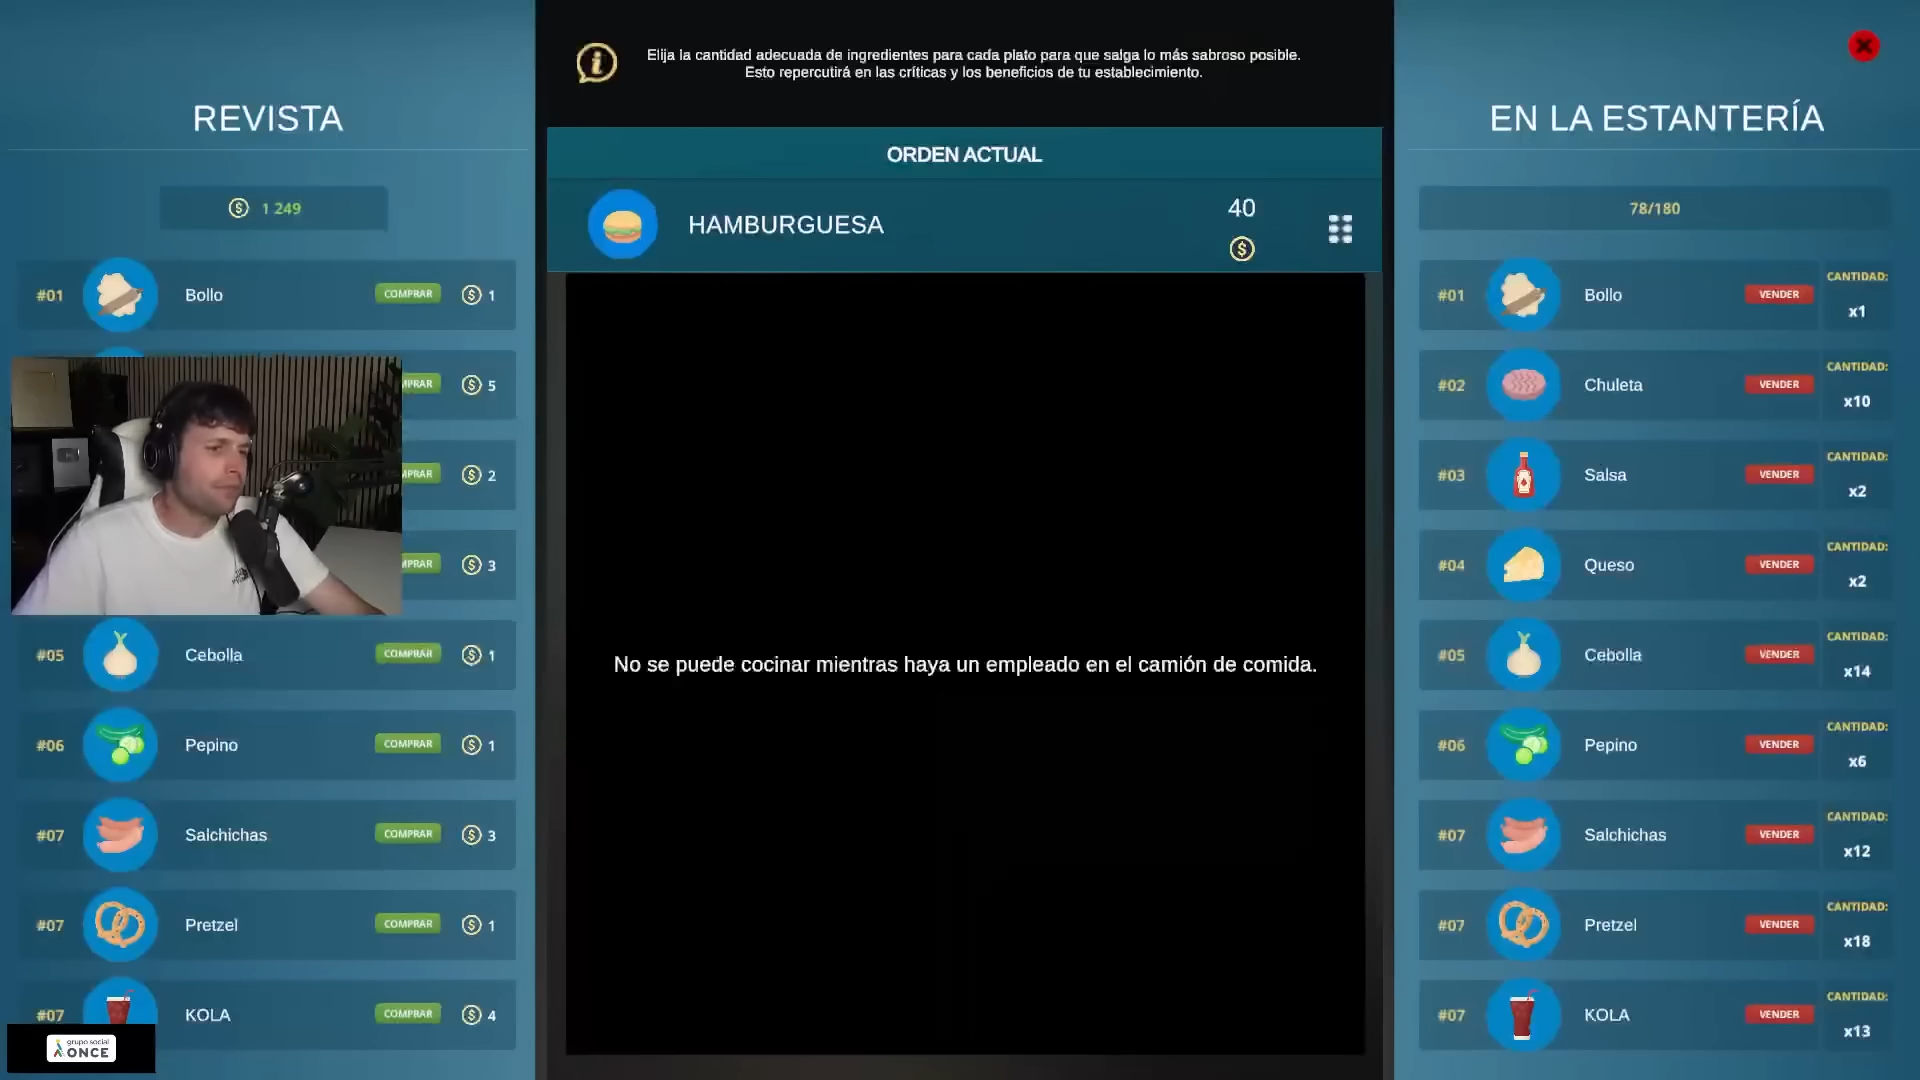 Elija la cantidad adecuada de ingredientes para cada plato para que salga lo más sabroso posible.
Esto repercutirá en las críticas y los beneficios de tu establecimiento.
REVISTA
1 249
#01 Bollo COMPRAR 1
5
2
3
#05 Cebolla COMPRAR 1
#06 Pepino COMPRAR 1
#07 Salchichas COMPRAR 3
#07 Pretzel COMPRAR 1
#07 KOLA COMPRAR 4
grupo social
ONCE
ORDEN ACTUAL
HAMBURGUESA 40
No se puede cocinar mientras haya un empleado en el camión de comida.
EN LA ESTANTERÍA
78/180
#01 Bollo VENDER CANTIDAD: x1
#02 Chuleta VENDER CANTIDAD: x10
#03 Salsa VENDER CANTIDAD: x2
#04 Queso VENDER CANTIDAD: x2
#05 Cebolla VENDER CANTIDAD: x14
#06 Pepino VENDER CANTIDAD: x6
#07 Salchichas VENDER CANTIDAD: x12
#07 Pretzel VENDER CANTIDAD: x18
#07 KOLA VENDER CANTIDAD: x13